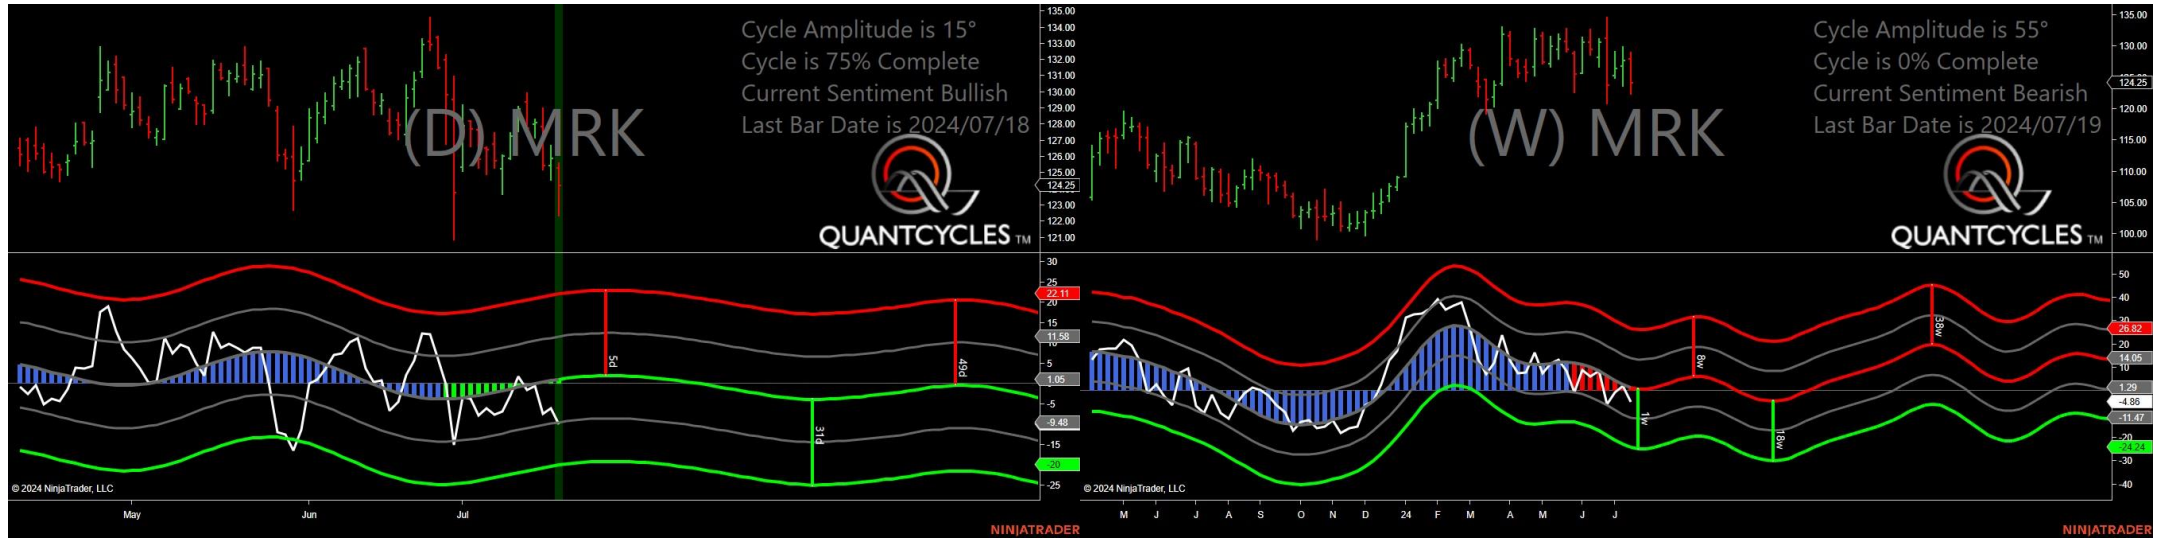 Cycle Amplitude is 15°
Cycle is 75% Complete
Current Sentiment Bullish
Last Bar Date is 2024/07/18
(D) MRK
QUANTCYCLES TM
135.00
134.00
133.00
132.00
131.00
130.00
129.00
128.00
127.00
126.00
125.00
124.25
123.00
122.00
121.00
30
25
22.11
20
15
11.58
10
5
1.05
-5
-9.48
-15
-20
-25
5d
31d
49d
© 2024 NinjaTrader, LLC
May Jun Jul
NINJATRADER
Cycle Amplitude is 55°
Cycle is 0% Complete
Current Sentiment Bearish
Last Bar Date is 2024/07/19
(W) MRK
QUANTCYCLES TM
135.00
130.00
124.25
120.00
115.00
110.00
105.00
100.00
50
40
30
26.82
20
14.05
10
1.29
-4.86
-11.47
-20
-24.24
-30
-40
1w
8w
18w
38w
© 2024 NinjaTrader, LLC
M J J A S O N D 24 F M A M J J
NINJATRADER